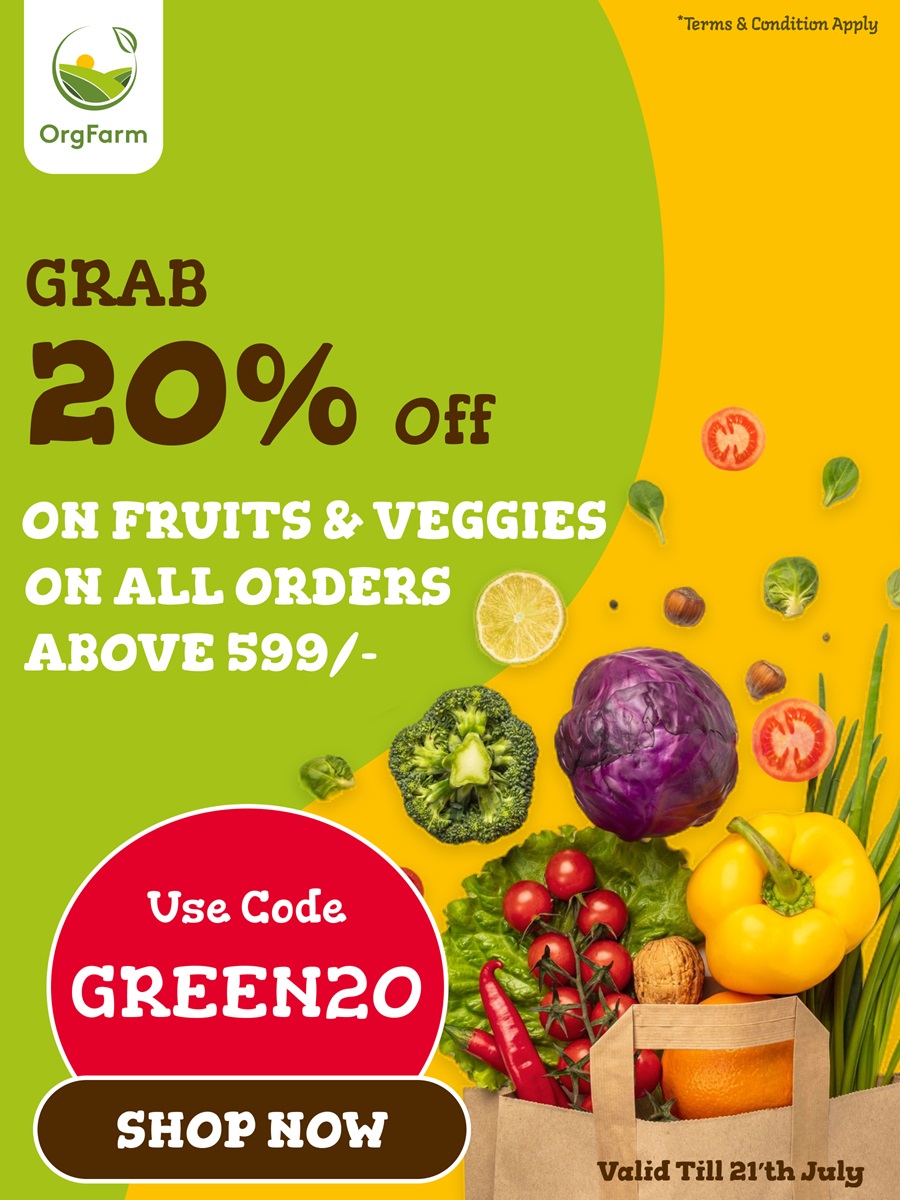 *Terms & Condition Apply
OrgFarm
GRAB
20% Off
ON FRUITS & VEGGIES
ON ALL ORDERS
ABOVE 599/-
Use Code
GREEN20
SHOP NOW
Valid Till 21'th July